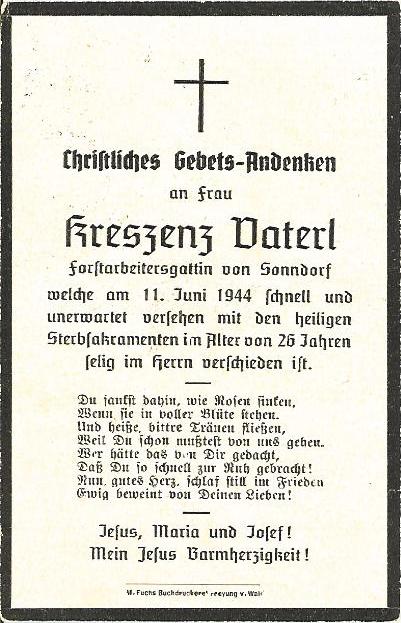 Christliches Gebets-Andenken
an Frau
Kreszenz Vaterl
Forstarbeitersgattin von Sonndorf
welche am 11. Juni 1944 schnell und
unerwartet versehen mit den heiligen
Sterbsakramenten im Alter von 26 Jahren
selig im Herrn verschieden ist.
Du sankst dahin, wie Rosen sinken,
Wenn sie in voller Blüte stehen.
Und heiße, bittre Tränen fließen,
Weil Du schon mußtest von uns gehen.
Wer hätte das von Dir gedacht,
Daß Du so schnell zur Ruh gebracht!
Nun, gutes Herz, schlaf still im Frieden
Ewig beweint von Deinen Lieben!
Jesus, Maria und Josef!
Mein Jesus Barmherzigkeit!
M. Fuchs Buchdruckerei v. Wald